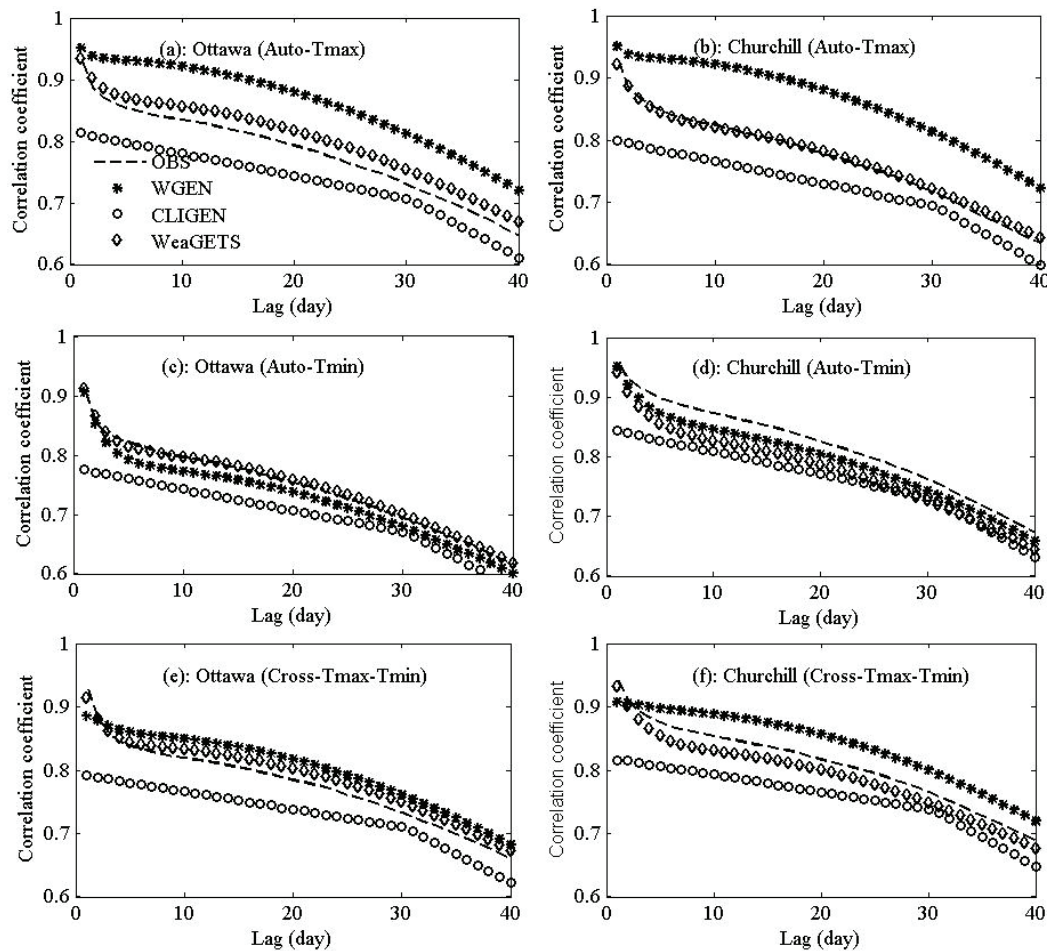 1
0.9
0.8
0.7
0.6
Correlation coefficient
(a): Ottawa (Auto-Tmax)
OBS
WGEN
CLIGEN
WeaGETS
0 10 20 30 40
Lag (day)
1
0.9
0.8
0.7
0.6
Correlation coefficient
(b): Churchill (Auto-Tmax)
0 10 20 30 40
Lag (day)
1
0.9
0.8
0.7
0.6
Correlation coefficient
(c): Ottawa (Auto-Tmin)
0 10 20 30 40
Lag (day)
1
0.9
0.8
0.7
0.6
Correlation coefficient
(d): Churchill (Auto-Tmin)
0 10 20 30 40
Lag (day)
1
0.9
0.8
0.7
0.6
Correlation coefficient
(e): Ottawa (Cross-Tmax-Tmin)
0 10 20 30 40
Lag (day)
1
0.9
0.8
0.7
0.6
Correlation coefficient
(f): Churchill (Cross-Tmax-Tmin)
0 10 20 30 40
Lag (day)